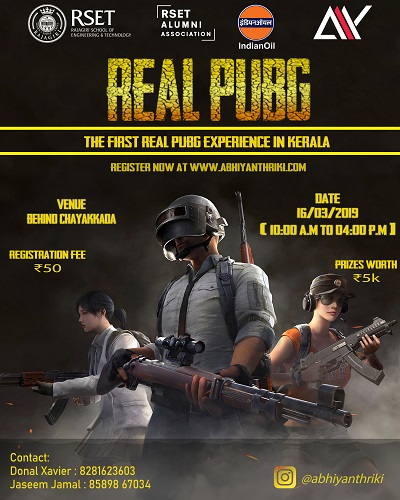 RSET
RAJAGIRI SCHOOL OF
ENGINEERING & TECHNOLOGY
RSET
ALUMNI
ASSOCIATION
इंडियनऑयल
IndianOil
REAL PUBG
THE FIRST REAL PUBG EXPERIENCE IN KERALA
REGISTER NOW AT WWW.ABHIYANTHRIKI.COM
VENUE
BEHIND CHAYAKKADA
DATE
16/03/2019
( 10:00 A.M TO 04:00 P.M )
REGISTRATION FEE
₹50
PRIZES WORTH
₹5k
Contact:
Donal Xavier : 8281623603
Jaseem Jamal : 85898 67034
@abhiyanthriki